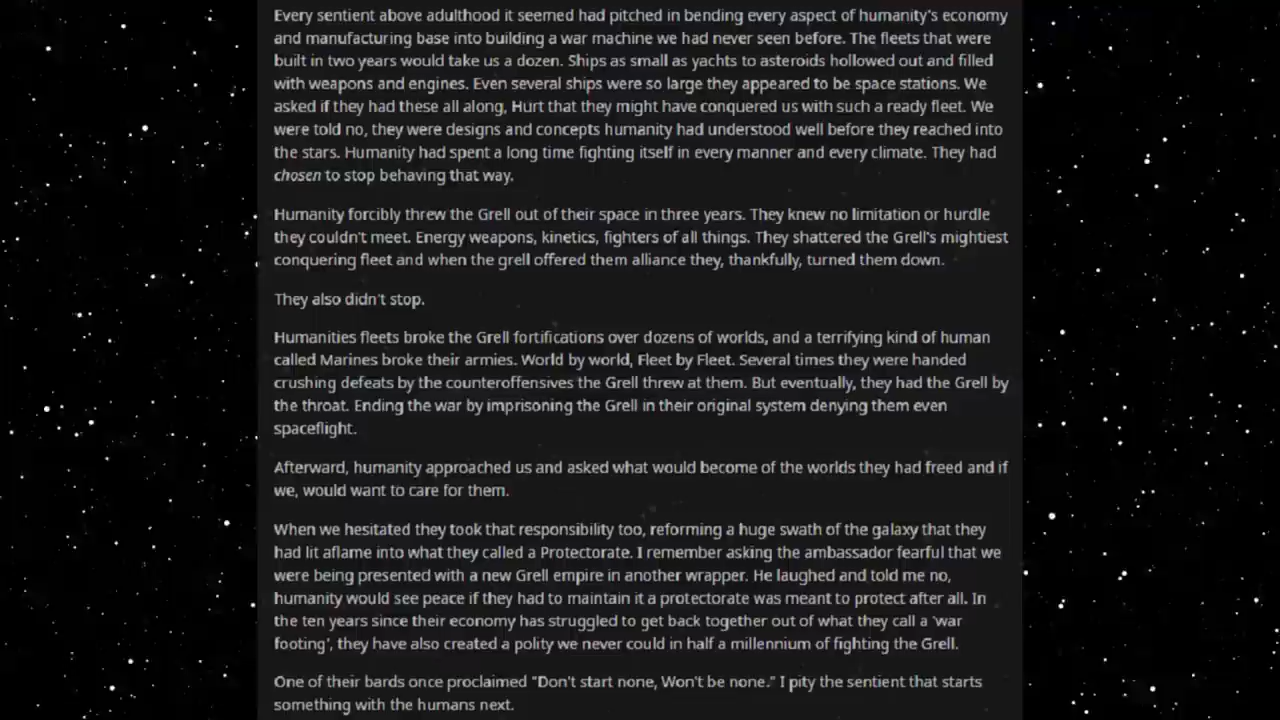 Every sentient above adulthood it seemed had pitched in bending every aspect of humanity's economy
and manufacturing base into building a war machine we had never seen before. The fleets that were
built in two years would take us a dozen. Ships as small as yachts to asteroids hollowed out and filled
with weapons and engines. Even several ships were so large they appeared to be space stations. We
asked if they had these all along, Hurt that they might have conquered us with such a ready fleet. We
were told no, they were designs and concepts humanity had understood well before they reached into
the stars. Humanity had spent a long time fighting itself in every manner and every climate. They had
chosen to stop behaving that way.
Humanity forcibly threw the Grell out of their space in three years. They knew no limitation or hurdle
they couldn't meet. Energy weapons, kinetics, fighters of all things. They shattered the Grell's mightiest
conquering fleet and when the grell offered them alliance they, thankfully, turned them down.
They also didn't stop.
Humanities fleets broke the Grell fortifications over dozens of worlds, and a terrifying kind of human
called Marines broke their armies. World by world, Fleet by Fleet. Several times they were handed
crushing defeats by the counteroffensives the Grell threw at them. But eventually, they had the Grell by
the throat. Ending the war by imprisoning the Grell in their original system denying them even
spaceflight.
Afterward, humanity approached us and asked what would become of the worlds they had freed and if
we, would want to care for them.
When we hesitated they took that responsibility too, reforming a huge swath of the galaxy that they
had lit aflame into what they called a Protectorate. I remember asking the ambassador fearful that we
were being presented with a new Grell empire in another wrapper. He laughed and told me no,
humanity would see peace if they had to maintain it a protectorate was meant to protect after all. In
the ten years since their economy has struggled to get back together out of what they call a 'war
footing', they have also created a polity we never could in half a millennium of fighting the Grell.
One of their bards once proclaimed "Don't start none, Won't be none." I pity the sentient that starts
something with the humans next.